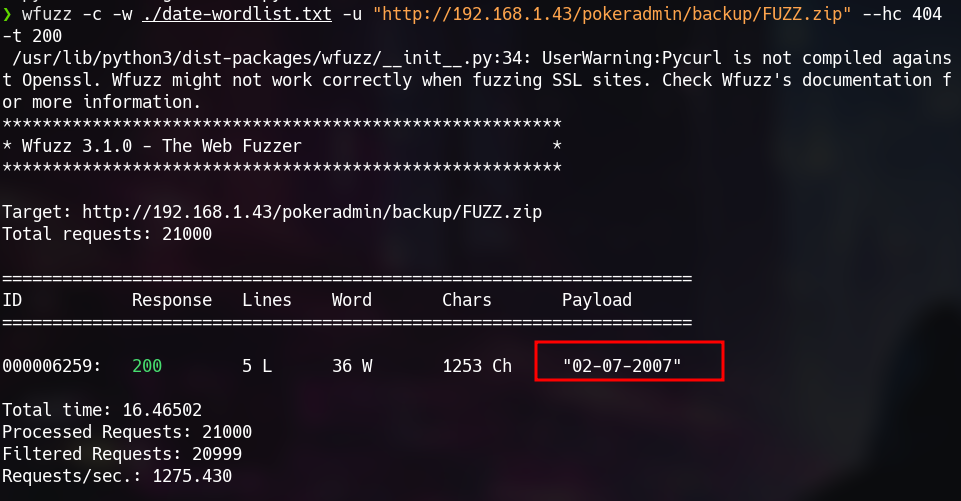 ❯ wfuzz -c -w ./date-wordlist.txt -u "http://192.168.1.43/pokeradmin/backup/FUZZ.zip" --hc 404
-t 200
 /usr/lib/python3/dist-packages/wfuzz/__init__.py:34: UserWarning:Pycurl is not compiled agains
t Openssl. Wfuzz might not work correctly when fuzzing SSL sites. Check Wfuzz's documentation f
or more information.
********************************************************
* Wfuzz 3.1.0 - The Web Fuzzer                         *
********************************************************
Target: http://192.168.1.43/pokeradmin/backup/FUZZ.zip
Total requests: 21000
=====================================================================
ID           Response   Lines    Word       Chars       Payload
=====================================================================
000006259:   200        5 L      36 W       1253 Ch     "02-07-2007"
Total time: 16.46502
Processed Requests: 21000
Filtered Requests: 20999
Requests/sec.: 1275.430